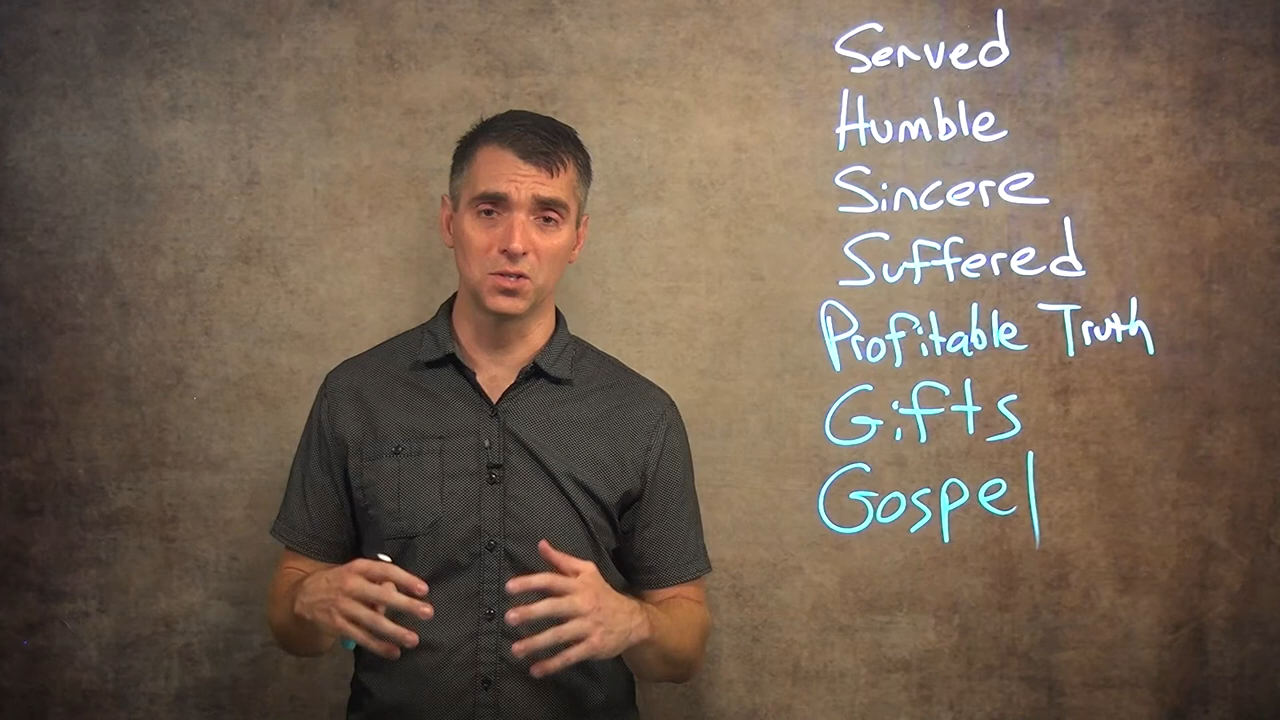 Served
Humble
Sincere
Suffered
Profitable Truth
Gifts
Gospel